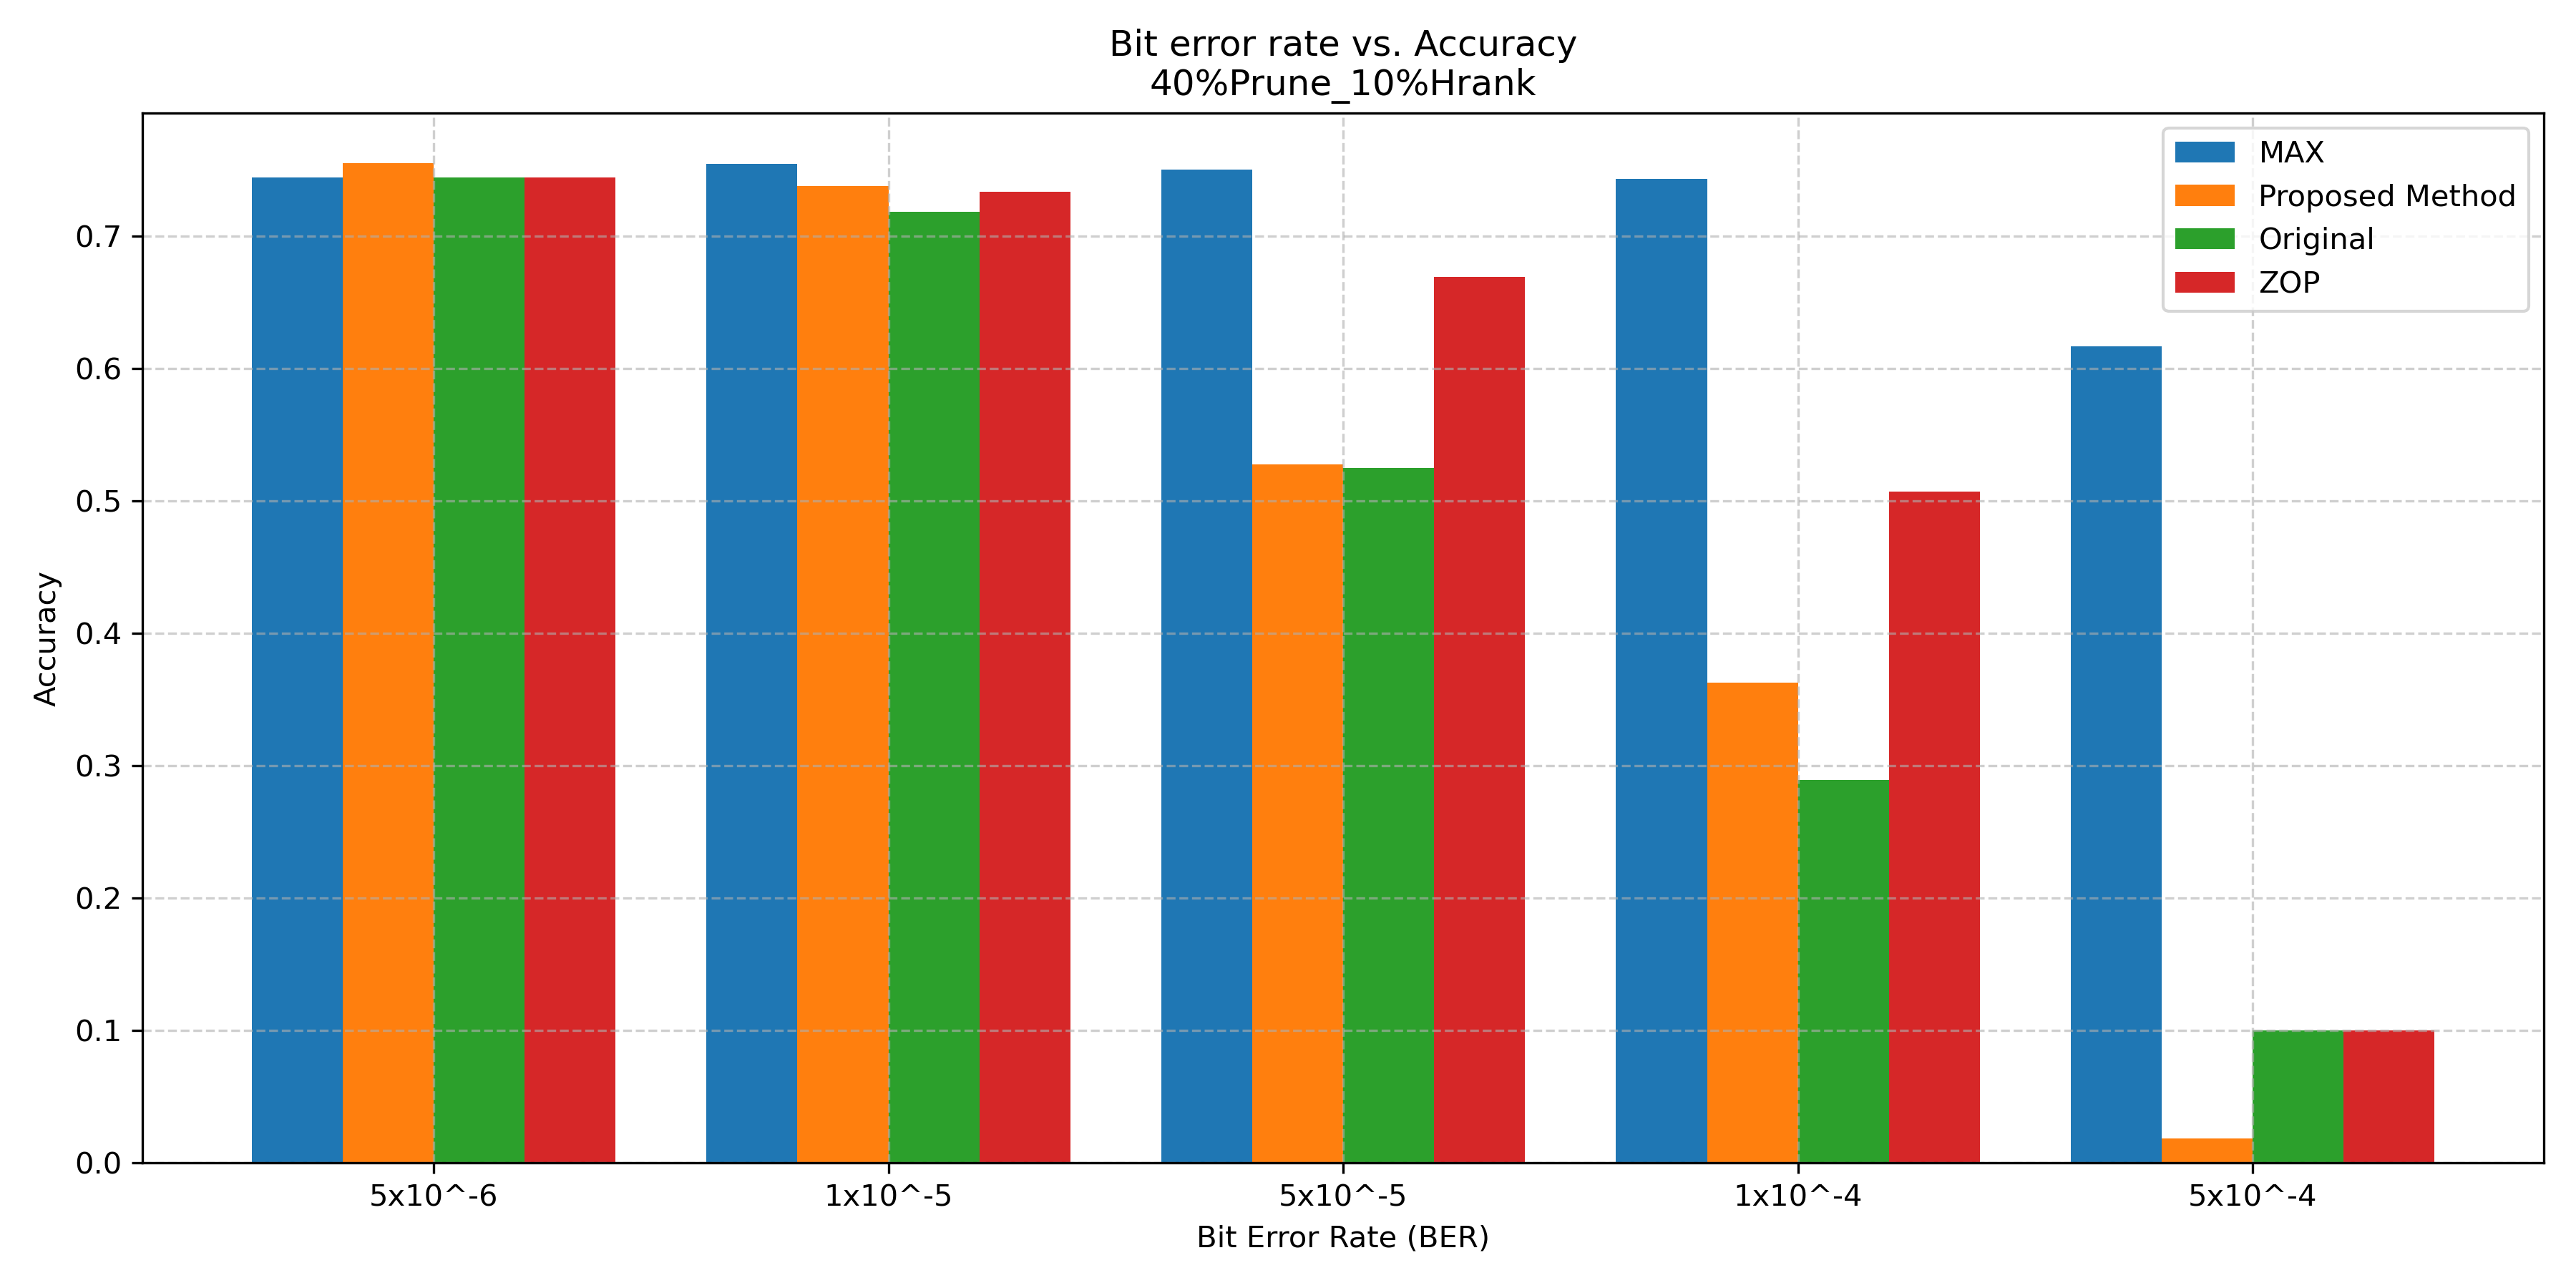 Bit error rate vs. Accuracy
40%Prune_10%Hrank
MAX
Proposed Method
Original
ZOP
Accuracy
0.7
0.6
0.5
0.4
0.3
0.2
0.1
0.0
5x10^-6
1x10^-5
5x10^-5
1x10^-4
5x10^-4
Bit Error Rate (BER)